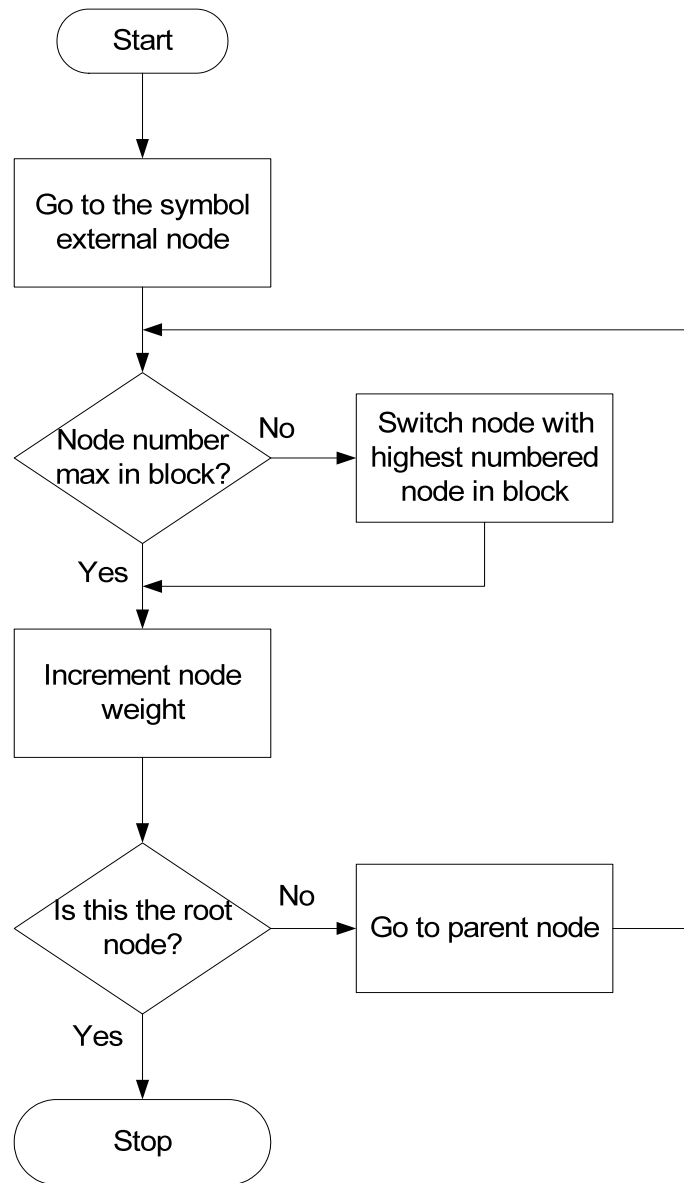 Start
Go to the symbol
external node
Node number
max in block?
No
Switch node with
highest numbered
node in block
Yes
Increment node
weight
Is this the root
node?
No
Go to parent node
Yes
Stop